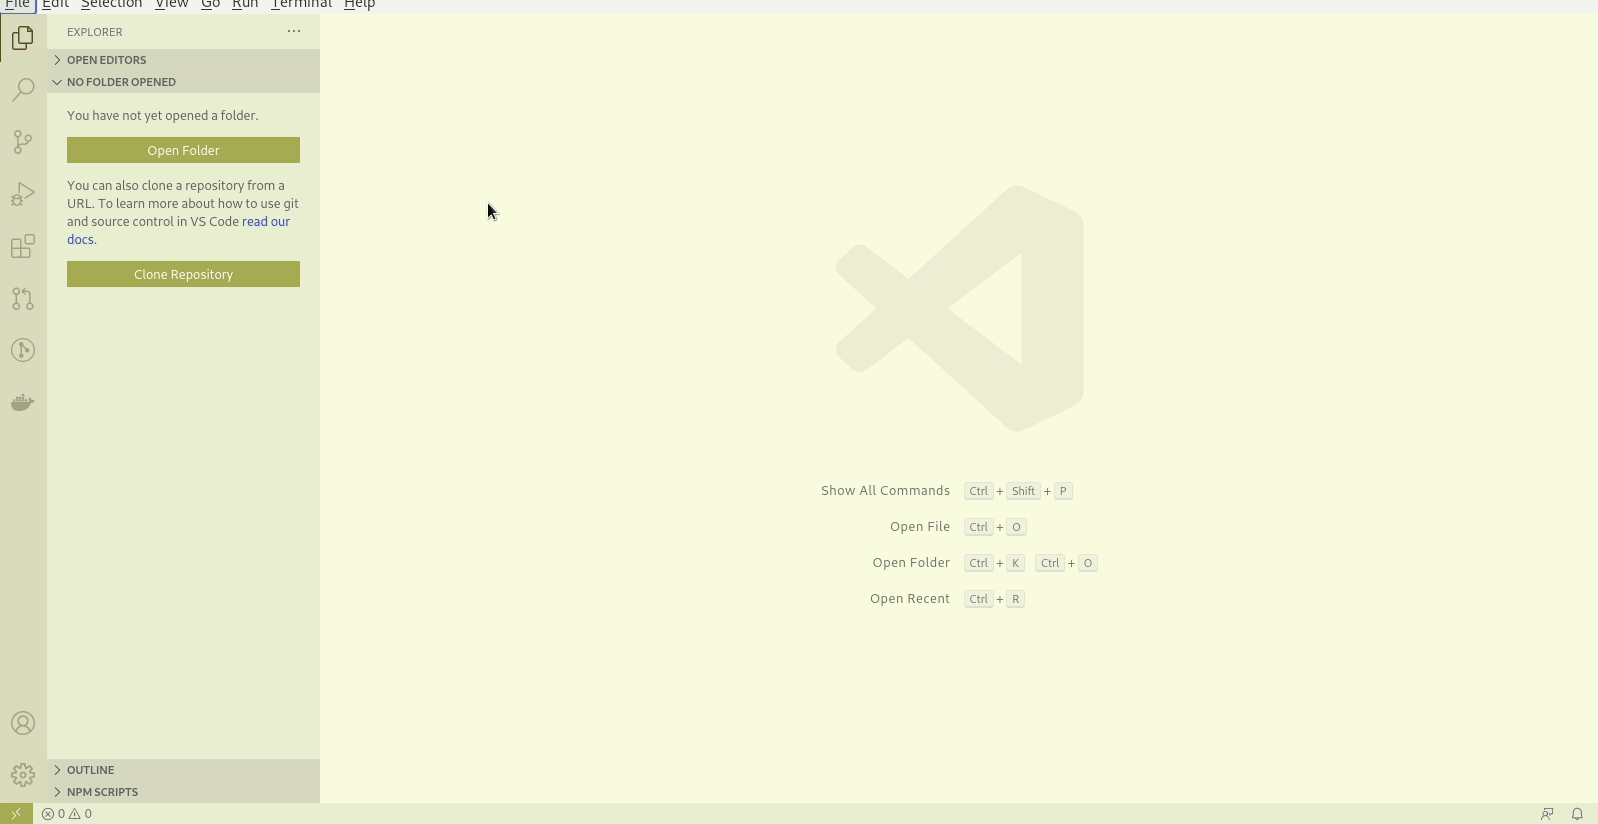 File Edit Selection View Go Run Terminal Help
EXPLORER
OPEN EDITORS
NO FOLDER OPENED
You have not yet opened a folder.
Open Folder
You can also clone a repository from a
URL. To learn more about how to use git
and source control in VS Code read our
docs.
Clone Repository
Show All Commands Ctrl + Shift + P
Open File Ctrl + O
Open Folder Ctrl + K Ctrl + O
Open Recent Ctrl + R
OUTLINE
NPM SCRIPTS
0 0